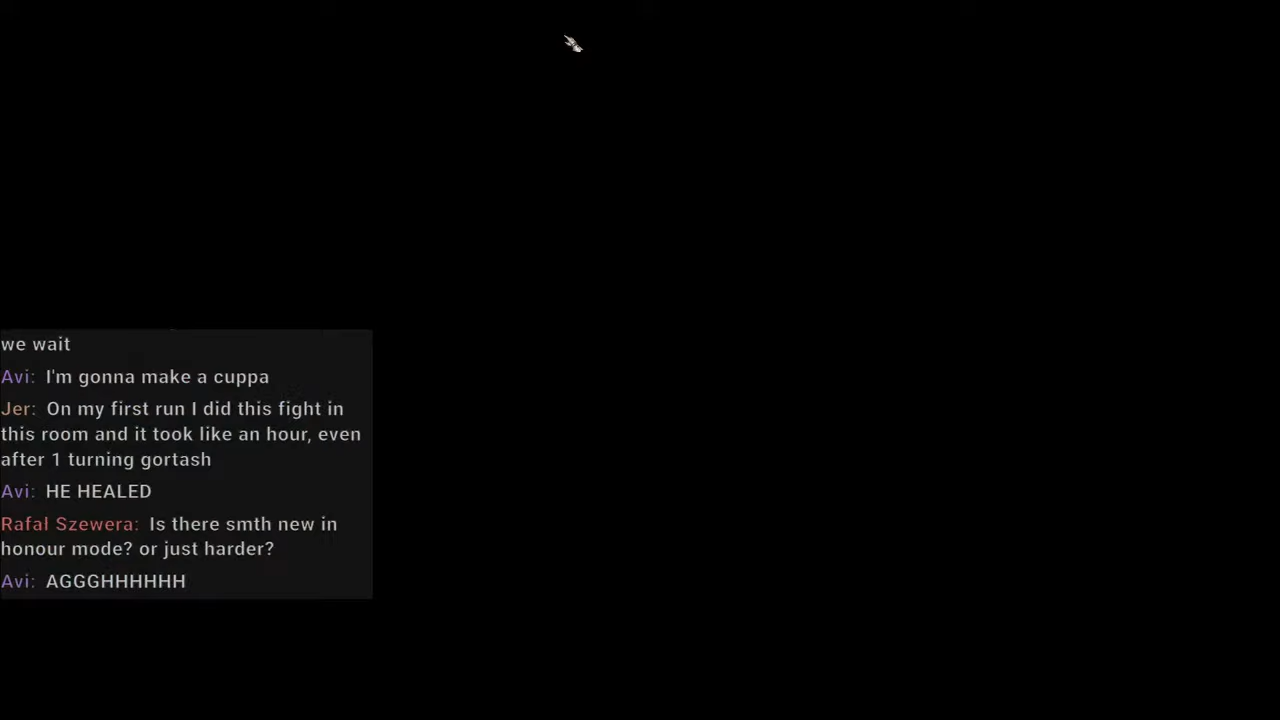 we wait
Avi: I'm gonna make a cuppa
Jer: On my first run I did this fight in
this room and it took like an hour, even
after 1 turning gortash
Avi: HE HEALED
Rafał Szewera: Is there smth new in
honour mode? or just harder?
Avi: AGGGHHHHHH